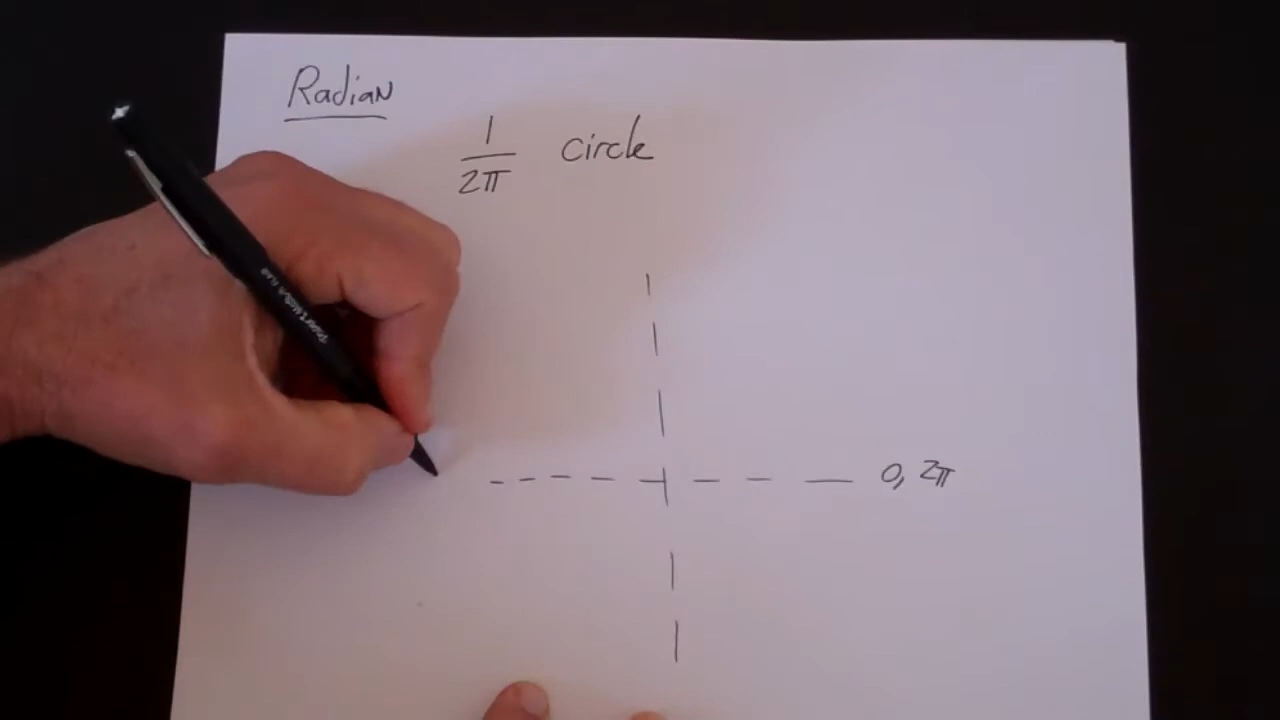 Radian
1
2π
circle
0, 2π